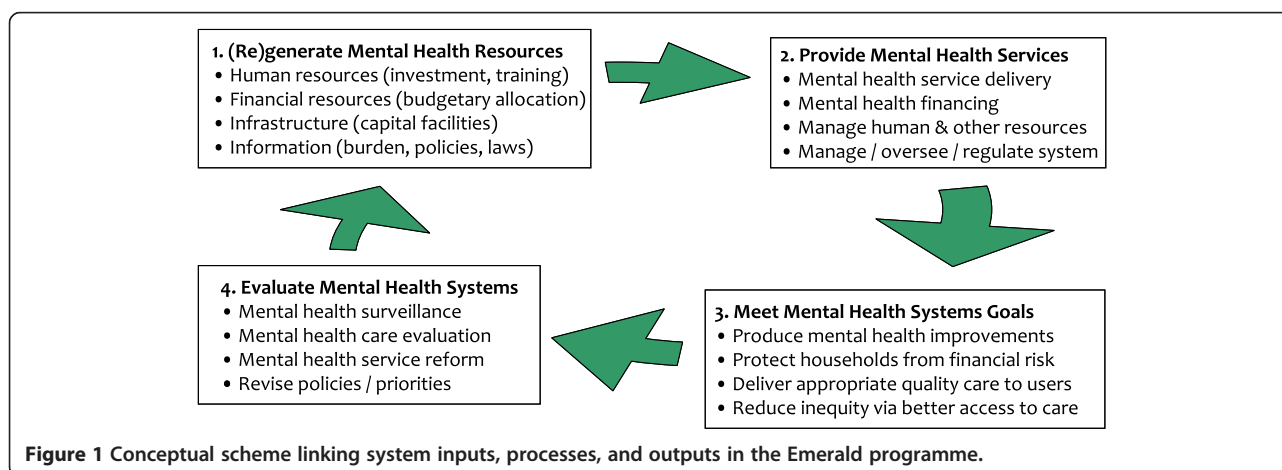 1. (Re)generate Mental Health Resources
• Human resources (investment, training)
• Financial resources (budgetary allocation)
• Infrastructure (capital facilities)
• Information (burden, policies, laws)
2. Provide Mental Health Services
• Mental health service delivery
• Mental health financing
• Manage human & other resources
• Manage / oversee / regulate system
3. Meet Mental Health Systems Goals
• Produce mental health improvements
• Protect households from financial risk
• Deliver appropriate quality care to users
• Reduce inequity via better access to care
4. Evaluate Mental Health Systems
• Mental health surveillance
• Mental health care evaluation
• Mental health service reform
• Revise policies / priorities
Figure 1 Conceptual scheme linking system inputs, processes, and outputs in the Emerald programme.